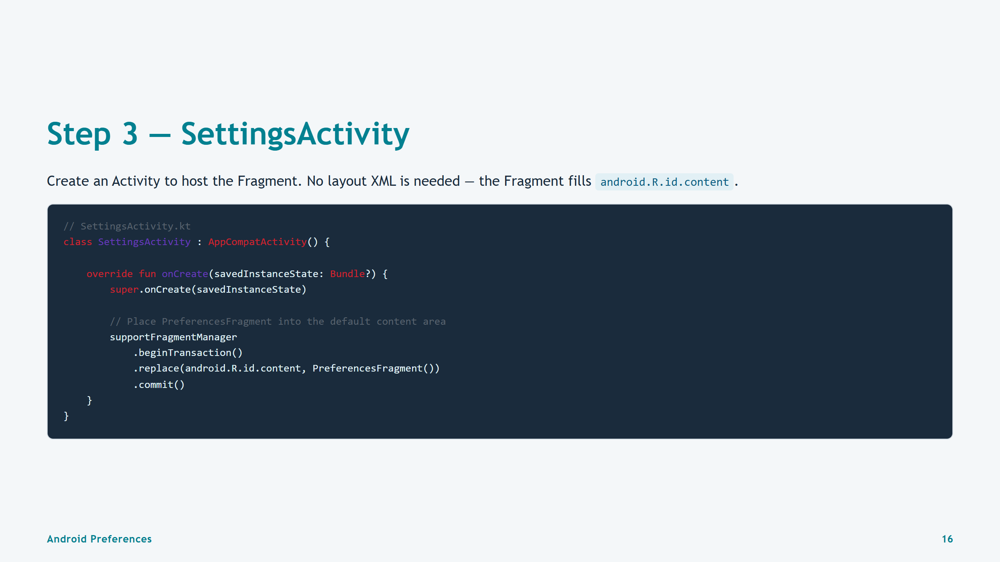 Step 3 — SettingsActivity
Create an Activity to host the Fragment. No layout XML is needed — the Fragment fills android.R.id.content.
// SettingsActivity.kt
class SettingsActivity : AppCompatActivity() {
    override fun onCreate(savedInstanceState: Bundle?) {
        super.onCreate(savedInstanceState)
        // Place PreferencesFragment into the default content area
        supportFragmentManager
            .beginTransaction()
            .replace(android.R.id.content, PreferencesFragment())
            .commit()
    }
}
Android Preferences
16